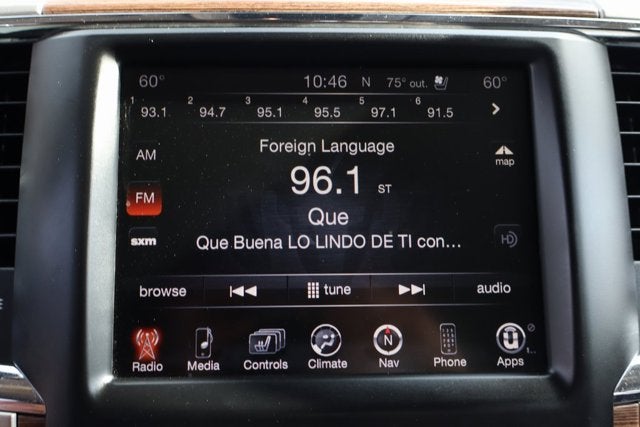 60° 10:46 N 75° out. 60°
1 93.1 2 94.7 3 95.1 4 95.5 5 97.1 6 91.5
AM
Foreign Language
map
FM
96.1 ST
Que
sxm
Que Buena LO LINDO DE TI con...
HD
browse tune audio
Radio Media Controls Climate N Nav Phone U Apps 1..
E